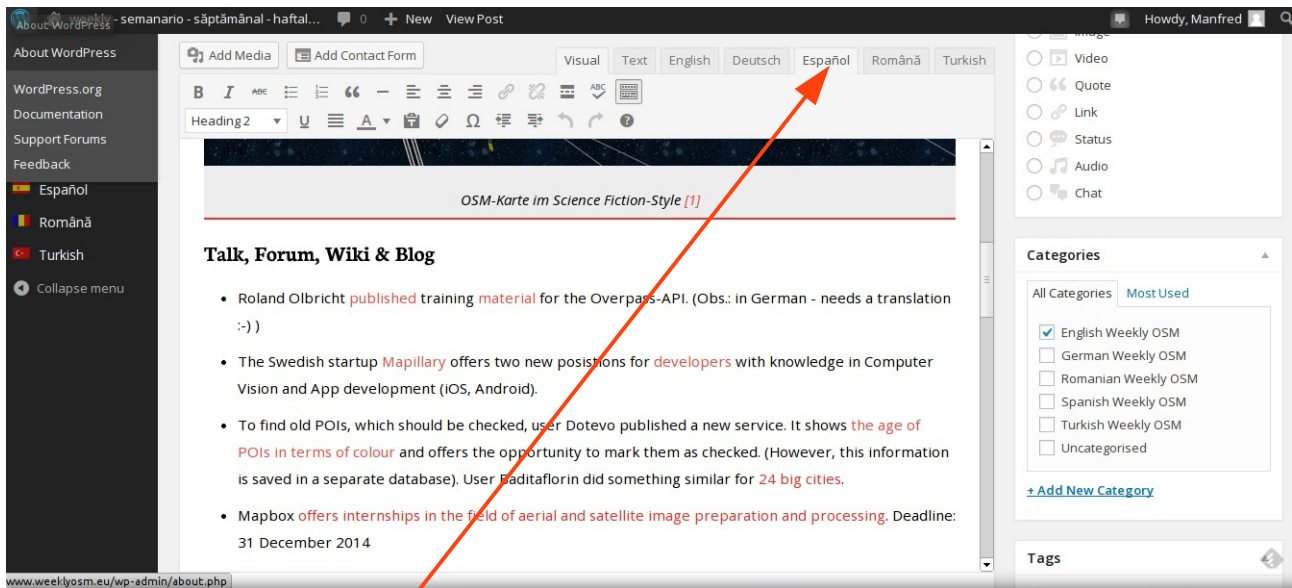 About WordPress
weekly - semanario - săptămânal - haftal... 0 New View Post
Howdy, Manfred
About WordPress
WordPress.org
Documentation
Support Forums
Feedback
Español
Română
Turkish
Collapse menu
Add Media Add Contact Form
Visual Text English Deutsch Español Română Turkish
B I ABC ABC
Heading 2 U A Ω
OSM-Karte im Science Fiction-Style [1]
Talk, Forum, Wiki & Blog
• Roland Olbricht published training material for the Overpass-API. (Obs.: in German - needs a translation
:-) )
• The Swedish startup Mapillary offers two new posistions for developers with knowledge in Computer
Vision and App development (iOS, Android).
• To find old POIs, which should be checked, user Dotevo published a new service. It shows the age of
POIs in terms of colour and offers the opportunity to mark them as checked. (However, this information
is saved in a separate database). User Baditaflorin did something similar for 24 big cities.
• Mapbox offers internships in the field of aerial and satellite image preparation and processing. Deadline:
31 December 2014
Image
Video
Quote
Link
Status
Audio
Chat
Categories
All Categories Most Used
English Weekly OSM
German Weekly OSM
Romanian Weekly OSM
Spanish Weekly OSM
Turkish Weekly OSM
Uncategorised
+ Add New Category
Tags
www.weeklyosm.eu/wp-admin/about.php